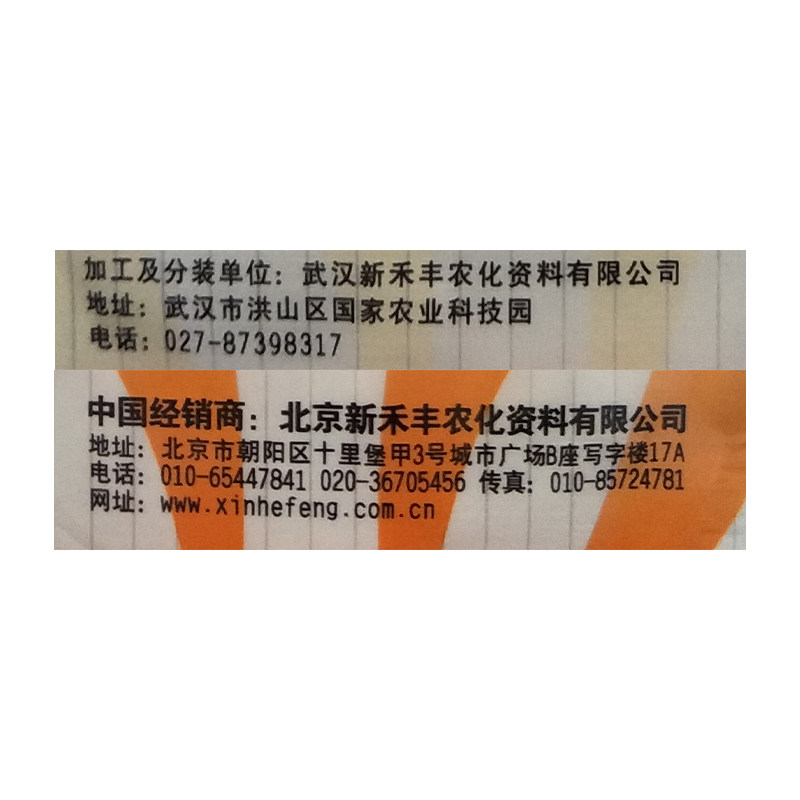 加工及分装单位：武汉新禾丰农化资料有限公司
地址：武汉市洪山区国家农业科技园
电话：027-87398317
中国经销商：北京新禾丰农化资料有限公司
地址：北京市朝阳区十里堡甲3号城市广场B座写字楼17A
电话：010-65447841 020-36705456 传真：010-85724781
网址：www.xinhefeng.com.cn